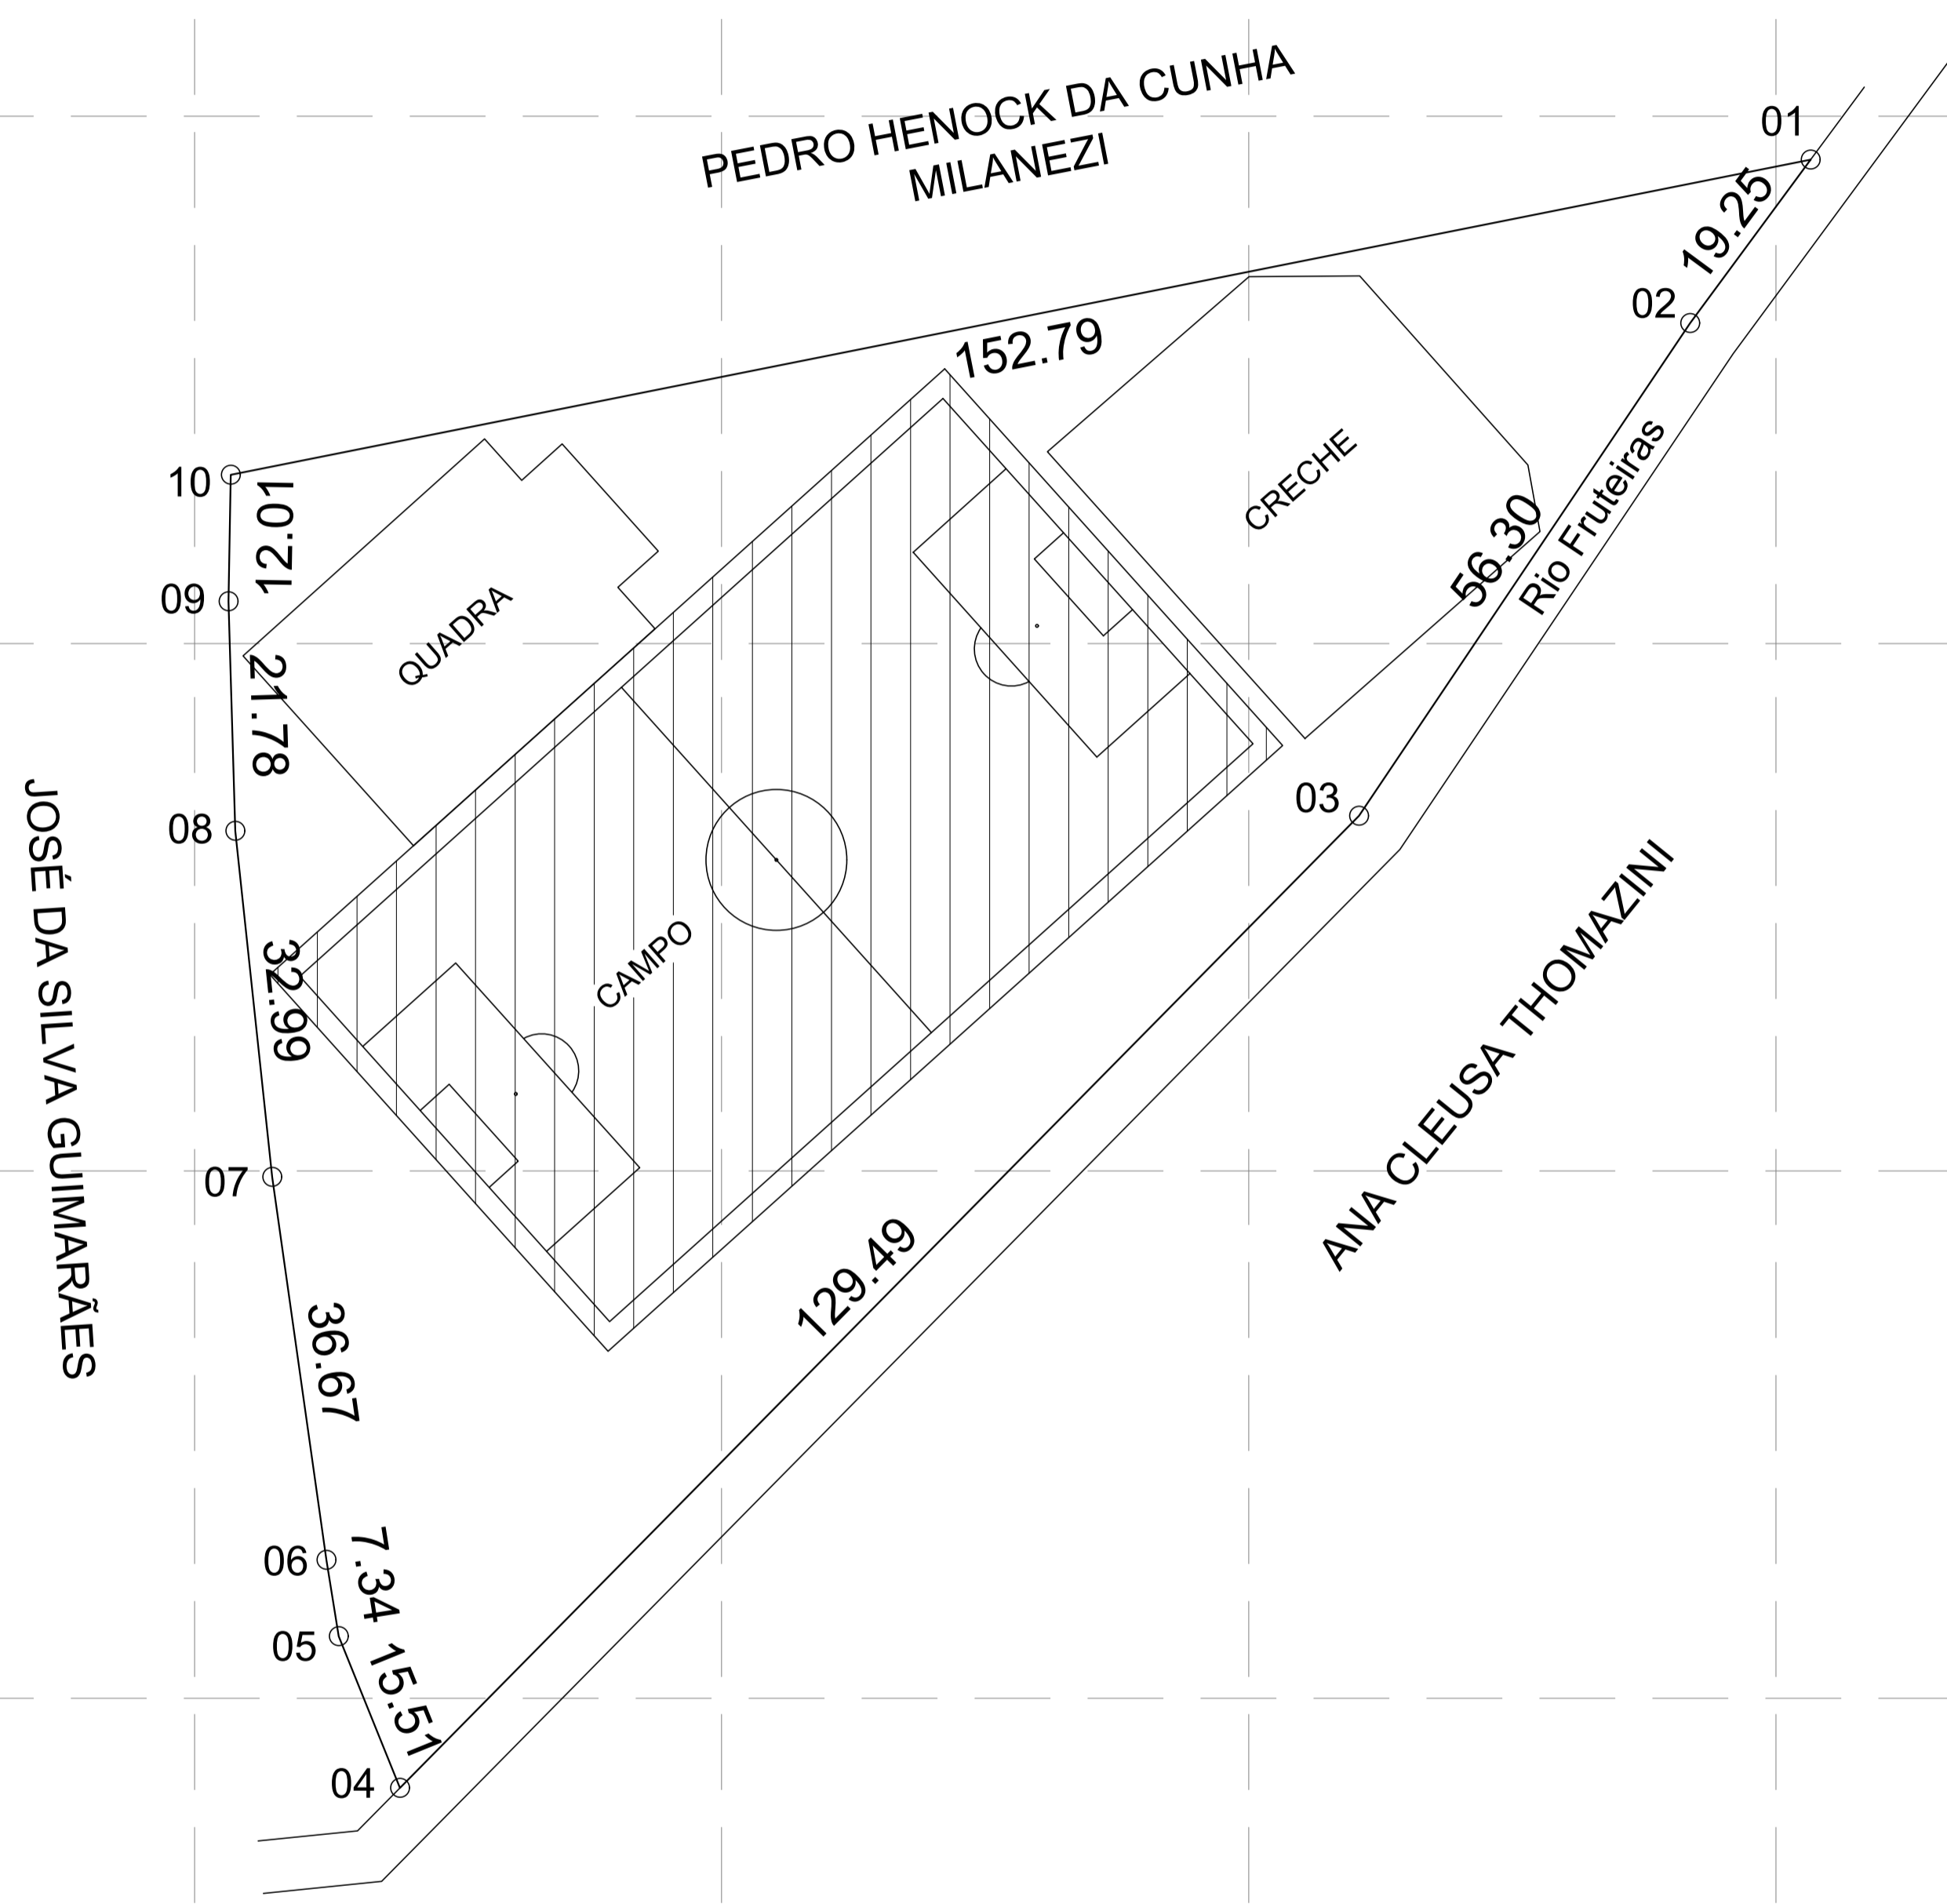 PEDRO HENOCK DA CUNHA
MILANEZI
01
19.25
02
152.79
CRECHE
56.30
Rio Fruteiras
10
12.01
09
QUADRA
21.78
08
03
JOSÉ DA SILVA GUIMARÃES
32.99
CAMPO
ANA CLEUSA THOMAZINI
07
129.49
36.67
06
7.34
05
15.51
04